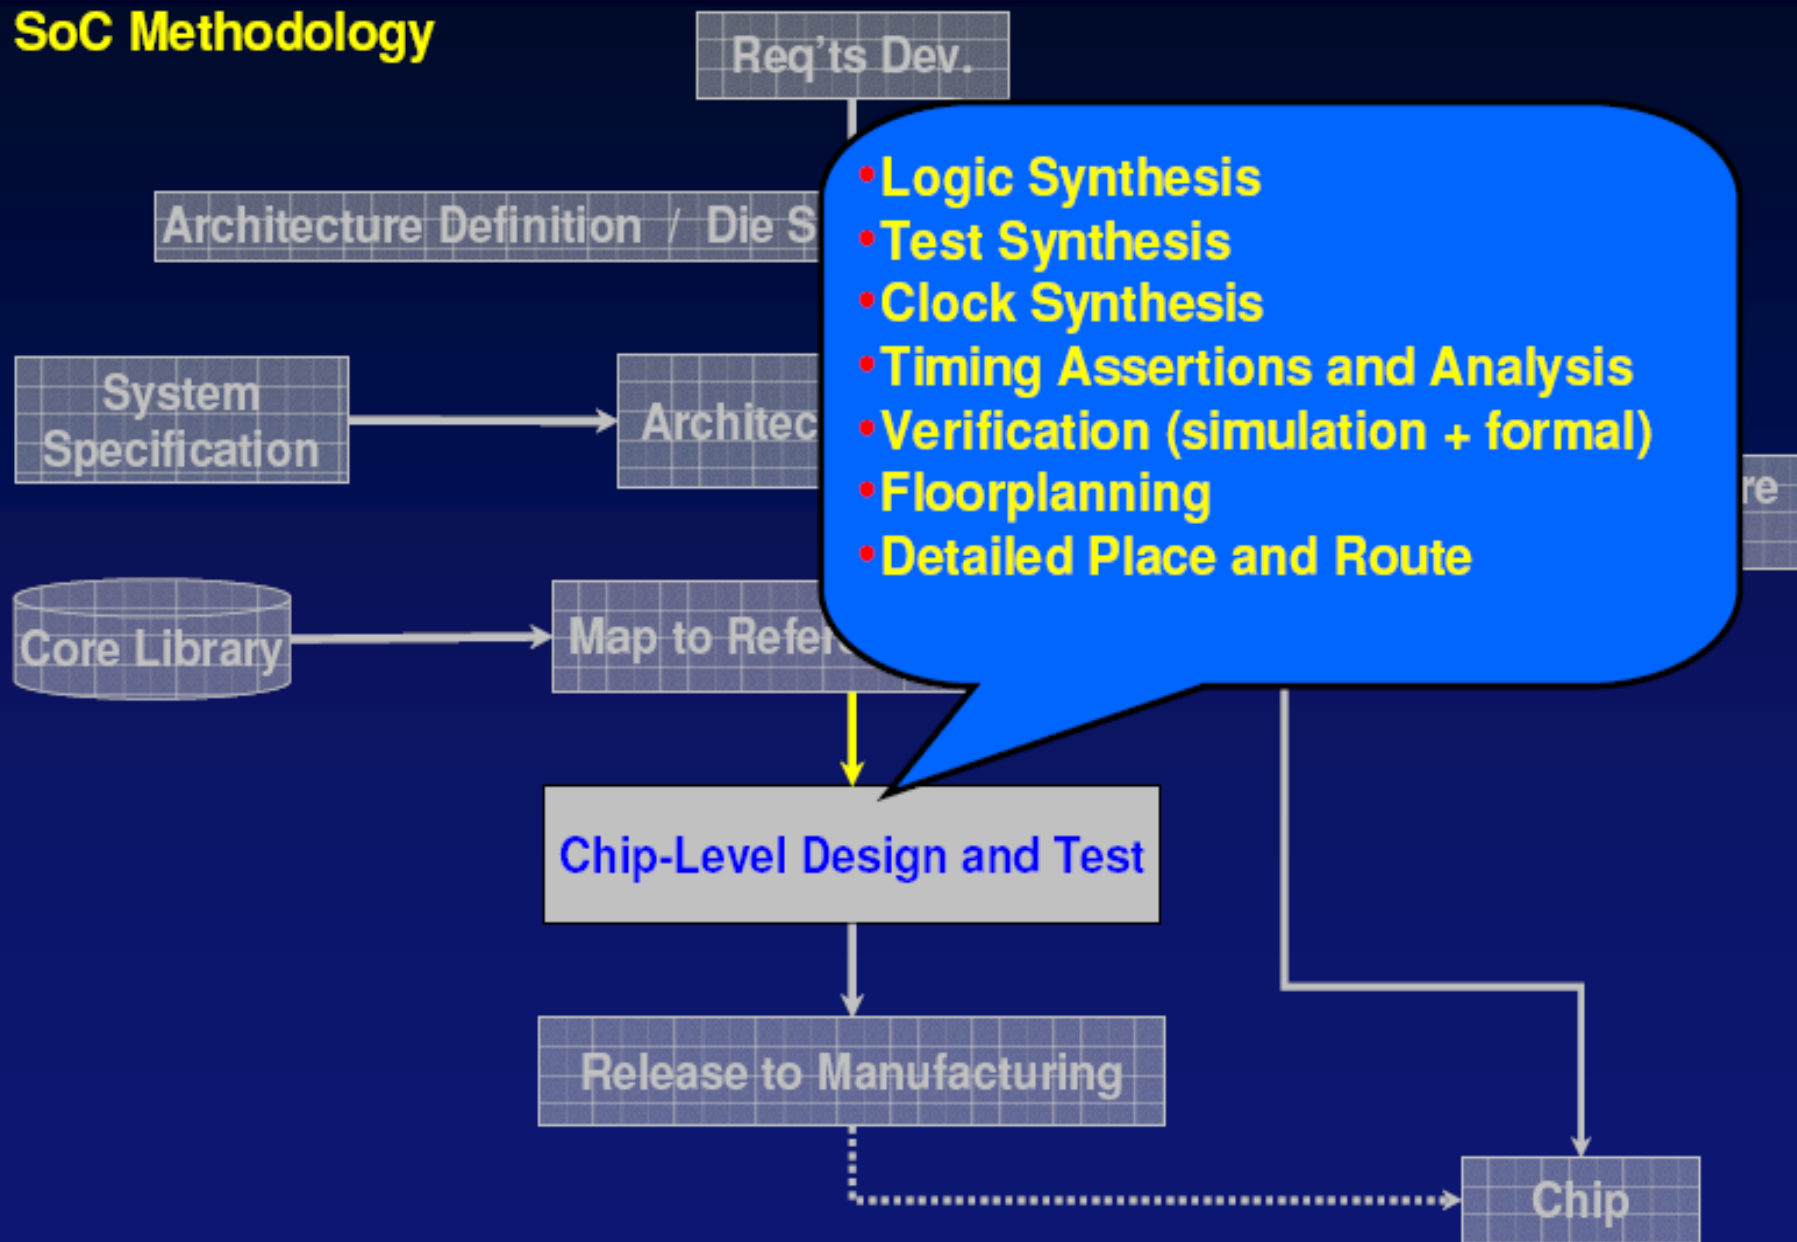 SoC Methodology
Req'ts Dev.
Architecture Definition / Die S
•Logic Synthesis
•Test Synthesis
•Clock Synthesis
•Timing Assertions and Analysis
•Verification (simulation + formal)
•Floorplanning
•Detailed Place and Route
System
Specification
Architec
re
Core Library
Map to Refer
Chip-Level Design and Test
Release to Manufacturing
Chip